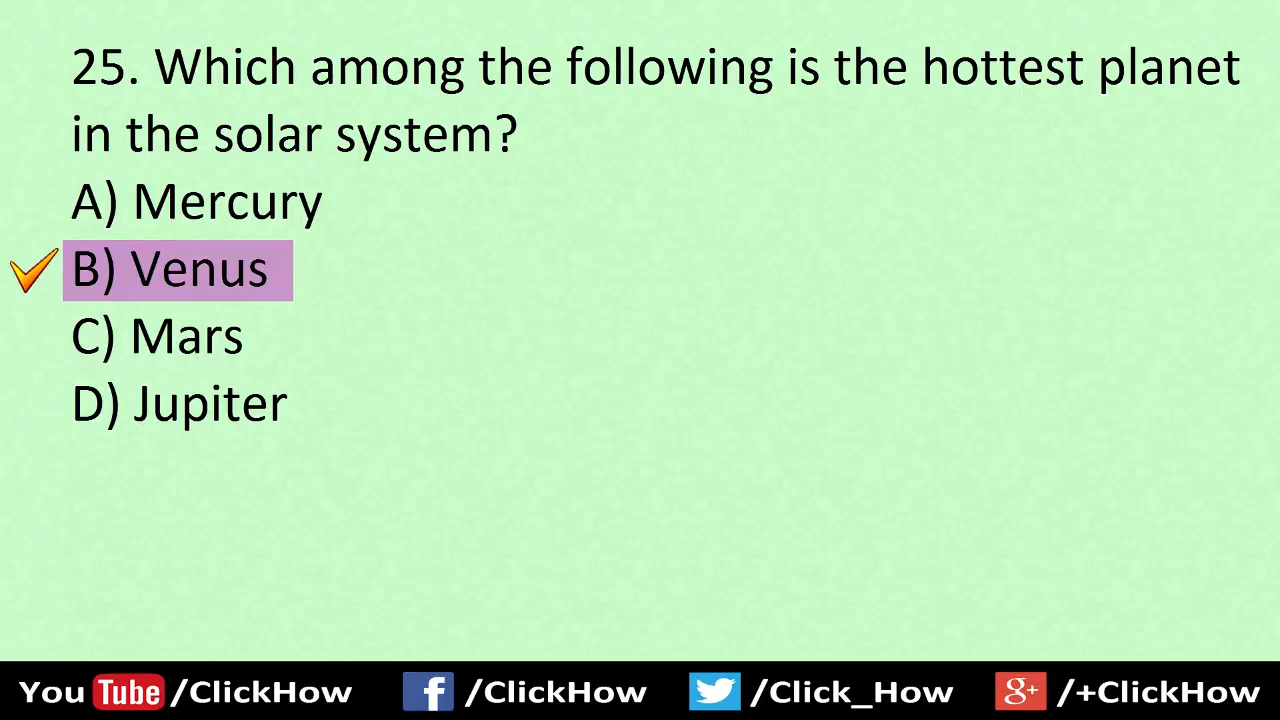 25. Which among the following is the hottest planet
in the solar system?
A) Mercury
B) Venus
C) Mars
D) Jupiter
You Tube /ClickHow f /ClickHow /Click_How g+ /+ClickHow